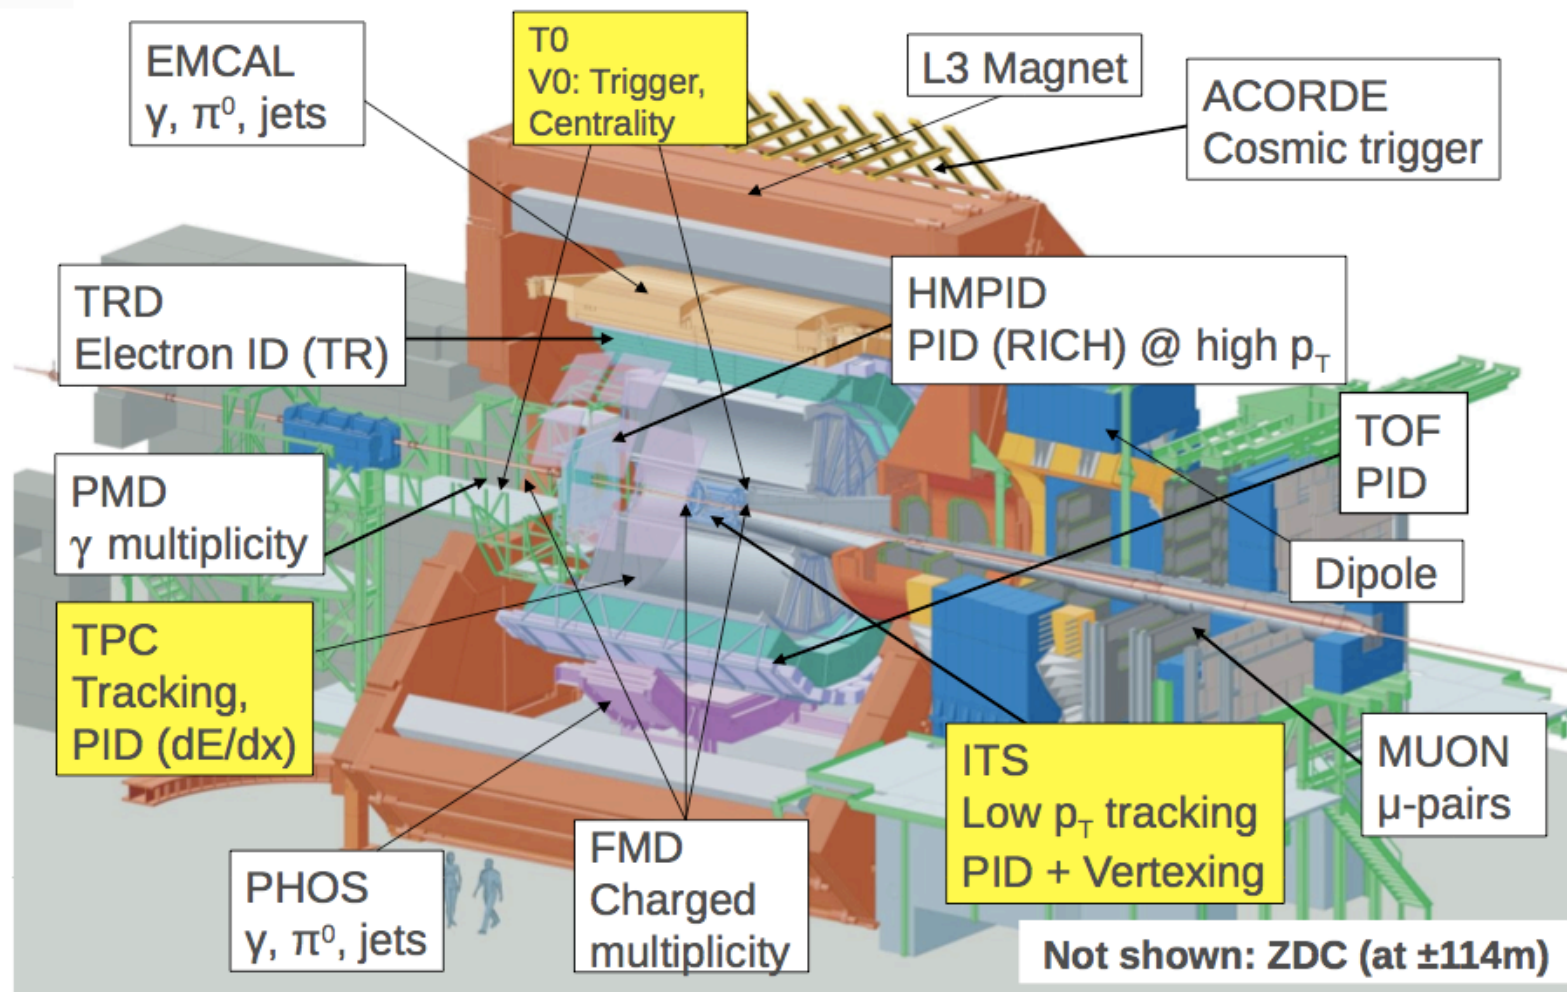 EMCAL
γ, π⁰, jets
T0
V0: Trigger,
Centrality
L3 Magnet
ACORDE
Cosmic trigger
TRD
Electron ID (TR)
HMPID
PID (RICH) @ high p_T
TOF
PID
PMD
γ multiplicity
Dipole
TPC
Tracking,
PID (dE/dx)
ITS
Low p_T tracking
PID + Vertexing
MUON
μ-pairs
PHOS
γ, π⁰, jets
FMD
Charged
multiplicity
Not shown: ZDC (at ±114m)